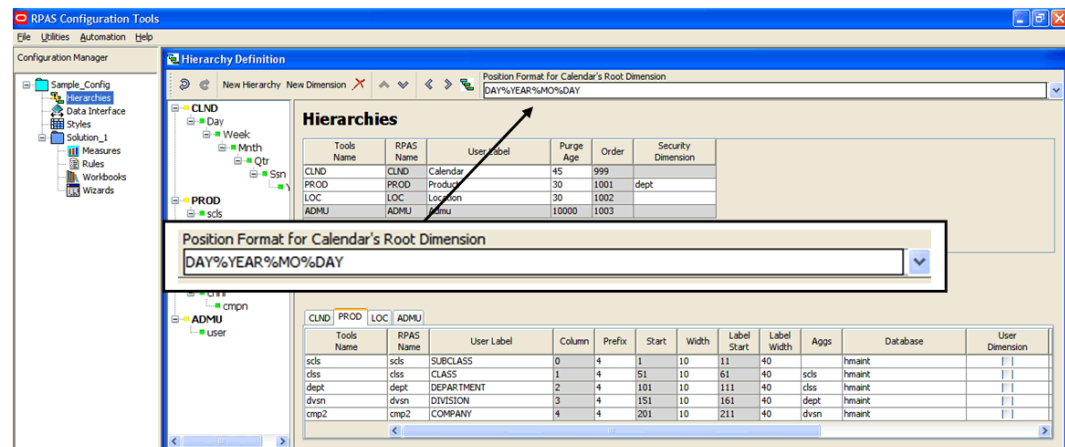 RPAS Configuration Tools
File Utilities Automation Help
Configuration Manager
Sample_Config
Hierarchies
Data Interface
Styles
Solution_1
Measures
Rules
Workbooks
Wizards
Hierarchy Definition
New Hierarchy New Dimension
Position Format for Calendar's Root Dimension
DAY%YEAR%MO%DAY
CLND
Day
Week
Mnth
Qtr
Ssn
PROD
scls
Hierarchies
Tools Name RPAS Name User Label Purge Age Order Security Dimension
CLND CLND Calendar 45 999
PROD PROD Product 30 1001 dept
LOC LOC Location 30 1002
ADMU ADMU Admu 10000 1003
Position Format for Calendar's Root Dimension
DAY%YEAR%MO%DAY
cmpn
ADMU
user
CLND PROD LOC ADMU
Tools Name RPAS Name User Label Column Prefix Start Width Label Start Label Width Aggs Database User Dimension
scls scls SUBCLASS 0 4 1 10 11 40 hmaint
clss clss CLASS 1 4 51 10 61 40 scls hmaint
dept dept DEPARTMENT 2 4 101 10 111 40 clss hmaint
dvsn dvsn DIVISION 3 4 151 10 161 40 dept hmaint
cmp2 cmp2 COMPANY 4 4 201 10 211 40 dvsn hmaint